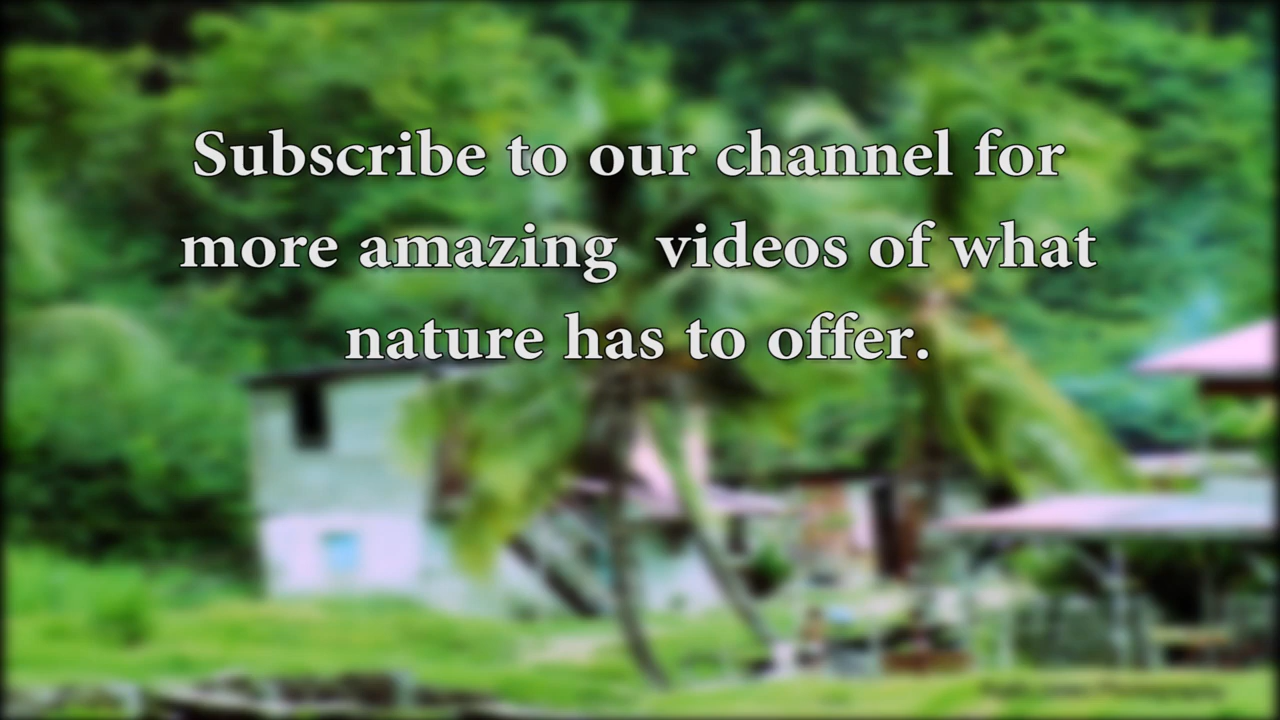 Subscribe to our channel for
more amazing  videos of what
nature has to offer.